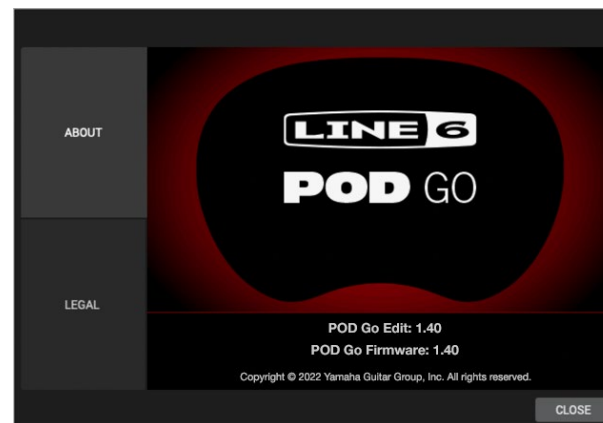 ABOUT
LEGAL
LINE 6
POD GO
POD Go Edit: 1.40
POD Go Firmware: 1.40
Copyright © 2022 Yamaha Guitar Group, Inc. All rights reserved.
CLOSE